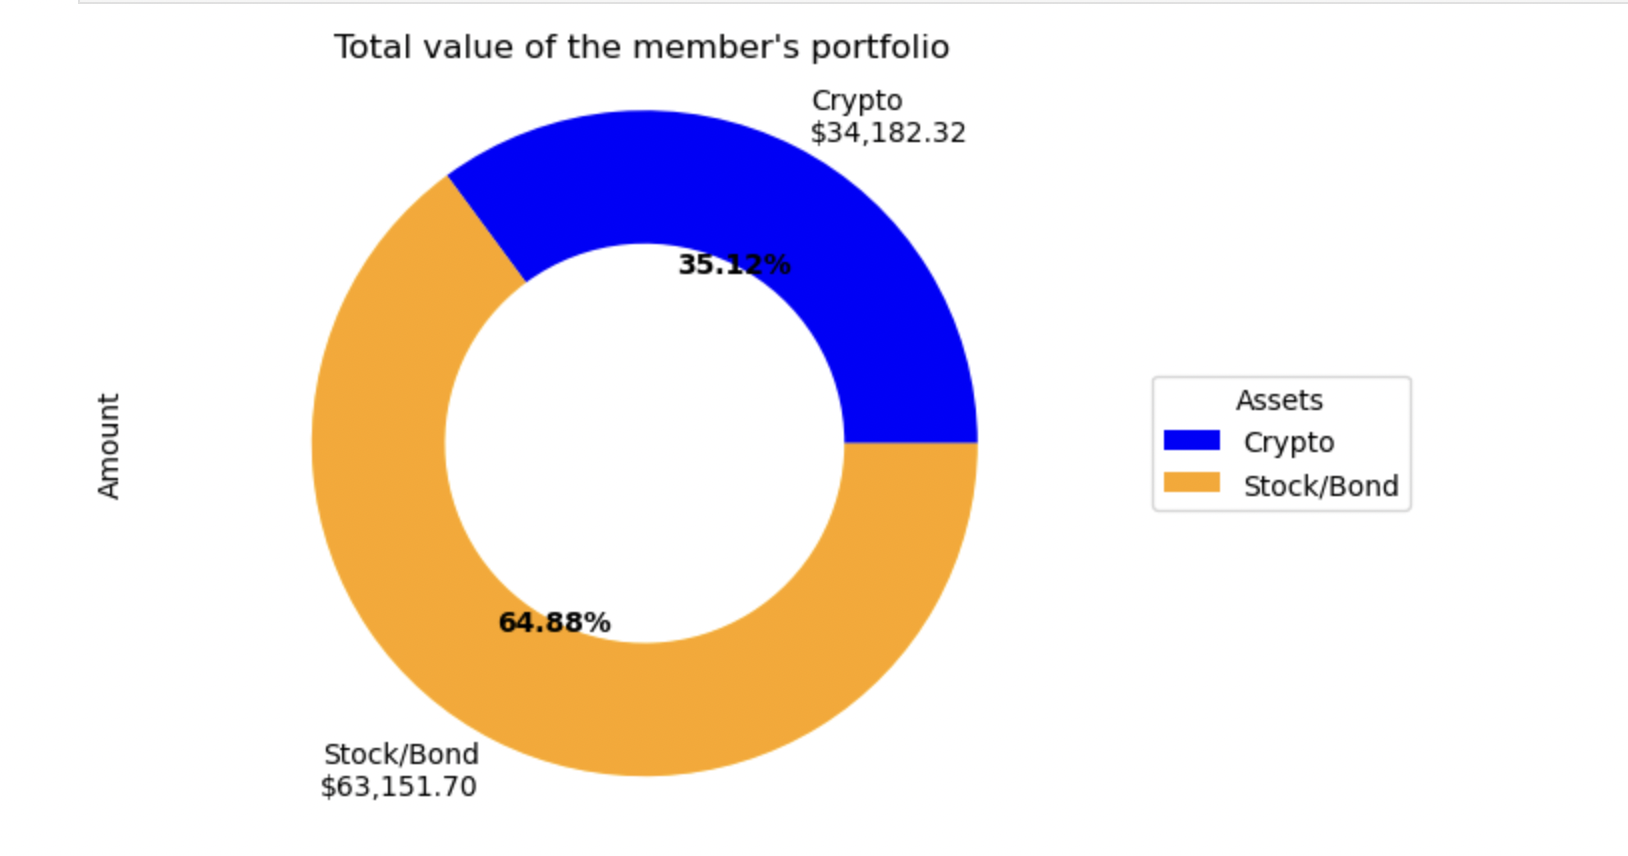 Total value of the member's portfolio
Crypto
$34,182.32
35.12%
Amount
Assets
Crypto
Stock/Bond
64.88%
Stock/Bond
$63,151.70